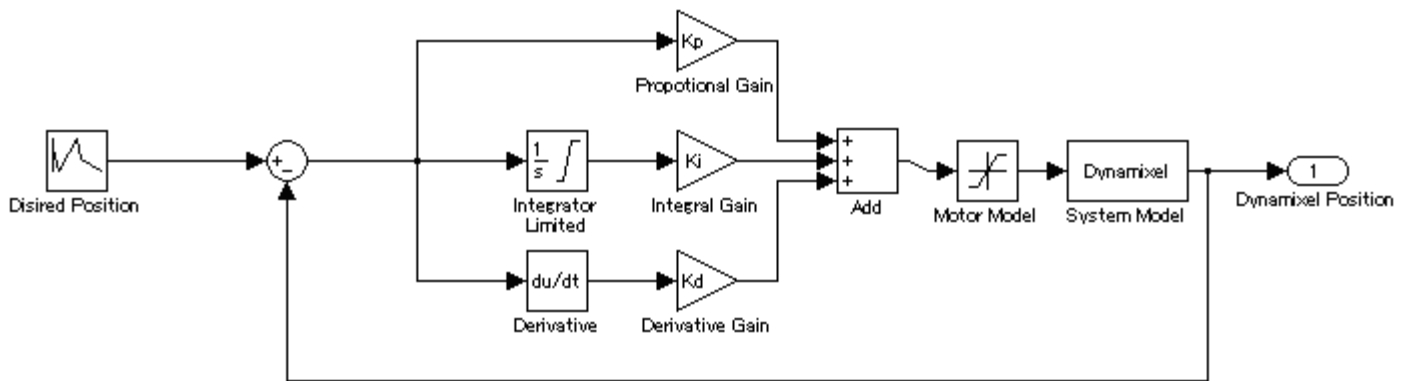 Kp
Propotional Gain
Disired Position
+
−
1
s
Integrator
Limited
Ki
Integral Gain
du/dt
Derivative
Kd
Derivative Gain
+
+
+
Add
Motor Model
Dynamixel
System Model
1
Dynamixel Position